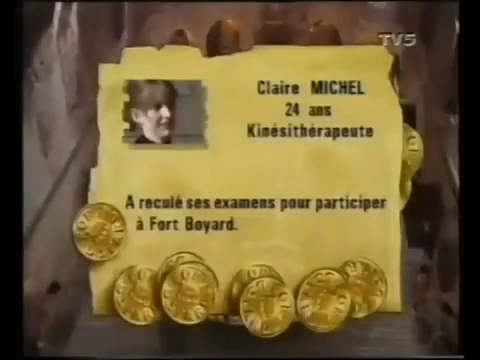 TV5
Claire MICHEL
24 ans
Kinésithérapeute
A reculé ses examens pour participer
à Fort Boyard.